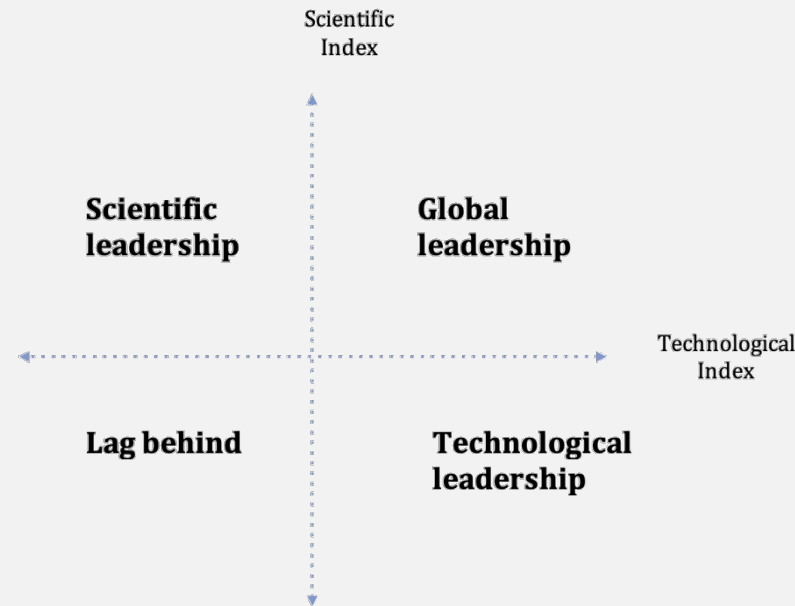 Scientific
Index
Scientific
leadership
Global
leadership
Technological
Index
Lag behind
Technological
leadership